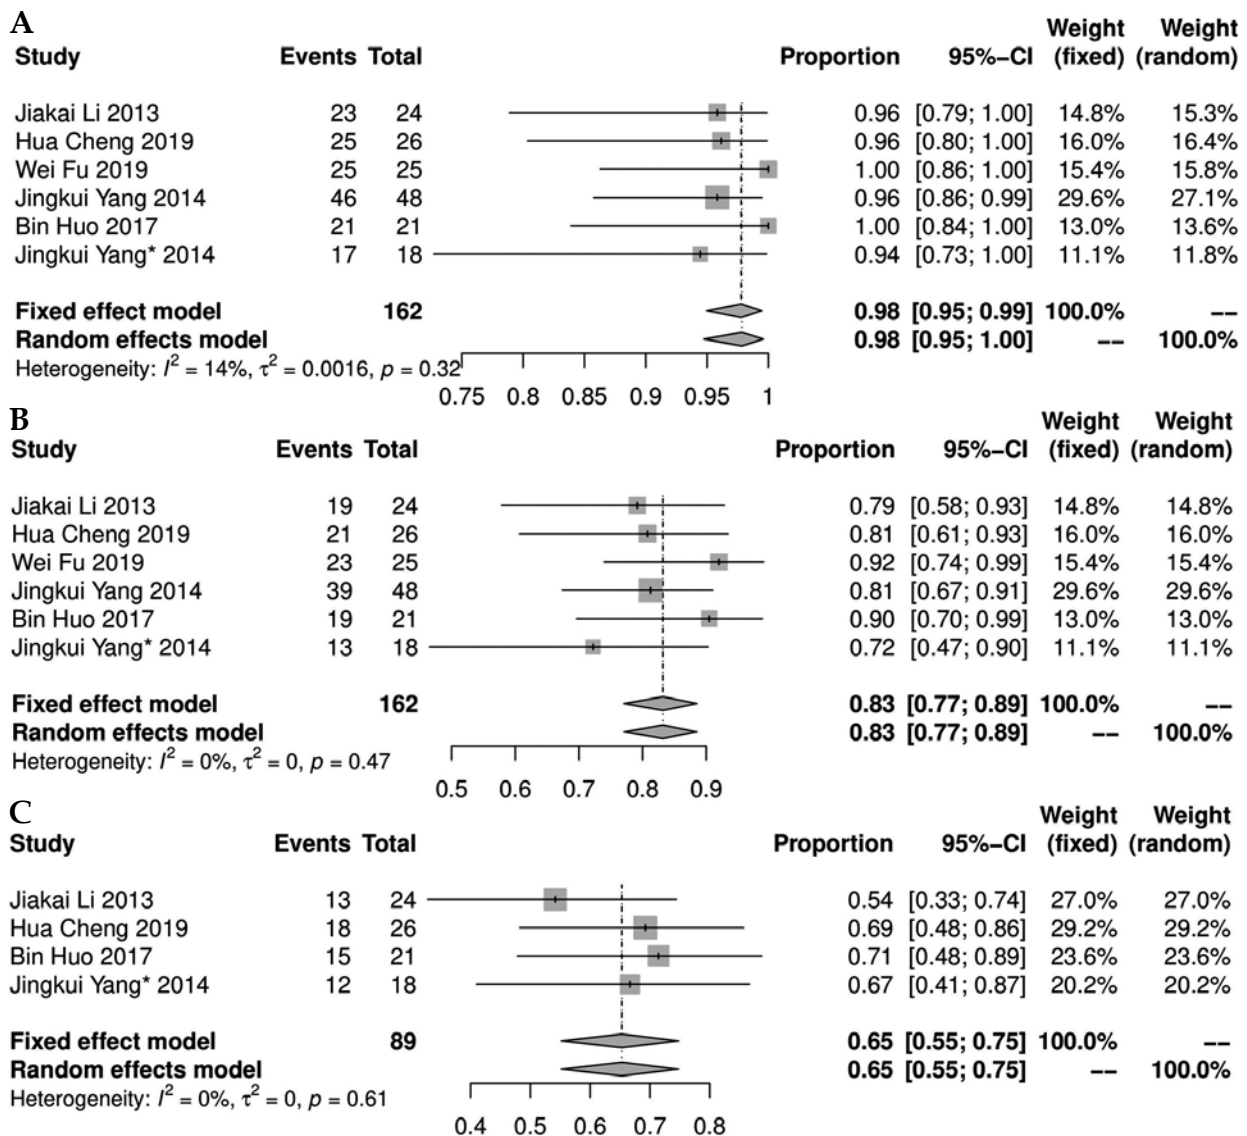 A
Weight Weight
Study Events Total Proportion 95%−CI (fixed) (random)
Jiakai Li 2013 23 24 0.96 [0.79; 1.00] 14.8% 15.3%
Hua Cheng 2019 25 26 0.96 [0.80; 1.00] 16.0% 16.4%
Wei Fu 2019 25 25 1.00 [0.86; 1.00] 15.4% 15.8%
Jingkui Yang 2014 46 48 0.96 [0.86; 0.99] 29.6% 27.1%
Bin Huo 2017 21 21 1.00 [0.84; 1.00] 13.0% 13.6%
Jingkui Yang* 2014 17 18 0.94 [0.73; 1.00] 11.1% 11.8%
Fixed effect model 162 0.98 [0.95; 0.99] 100.0% −−
Random effects model 0.98 [0.95; 1.00] −− 100.0%
Heterogeneity: I² = 14%, τ² = 0.0016, p = 0.32
0.75 0.8 0.85 0.9 0.95 1
B
Weight Weight
Study Events Total Proportion 95%−CI (fixed) (random)
Jiakai Li 2013 19 24 0.79 [0.58; 0.93] 14.8% 14.8%
Hua Cheng 2019 21 26 0.81 [0.61; 0.93] 16.0% 16.0%
Wei Fu 2019 23 25 0.92 [0.74; 0.99] 15.4% 15.4%
Jingkui Yang 2014 39 48 0.81 [0.67; 0.91] 29.6% 29.6%
Bin Huo 2017 19 21 0.90 [0.70; 0.99] 13.0% 13.0%
Jingkui Yang* 2014 13 18 0.72 [0.47; 0.90] 11.1% 11.1%
Fixed effect model 162 0.83 [0.77; 0.89] 100.0% −−
Random effects model 0.83 [0.77; 0.89] −− 100.0%
Heterogeneity: I² = 0%, τ² = 0, p = 0.47
0.5 0.6 0.7 0.8 0.9
C
Weight Weight
Study Events Total Proportion 95%−CI (fixed) (random)
Jiakai Li 2013 13 24 0.54 [0.33; 0.74] 27.0% 27.0%
Hua Cheng 2019 18 26 0.69 [0.48; 0.86] 29.2% 29.2%
Bin Huo 2017 15 21 0.71 [0.48; 0.89] 23.6% 23.6%
Jingkui Yang* 2014 12 18 0.67 [0.41; 0.87] 20.2% 20.2%
Fixed effect model 89 0.65 [0.55; 0.75] 100.0% −−
Random effects model 0.65 [0.55; 0.75] −− 100.0%
Heterogeneity: I² = 0%, τ² = 0, p = 0.61
0.4 0.5 0.6 0.7 0.8